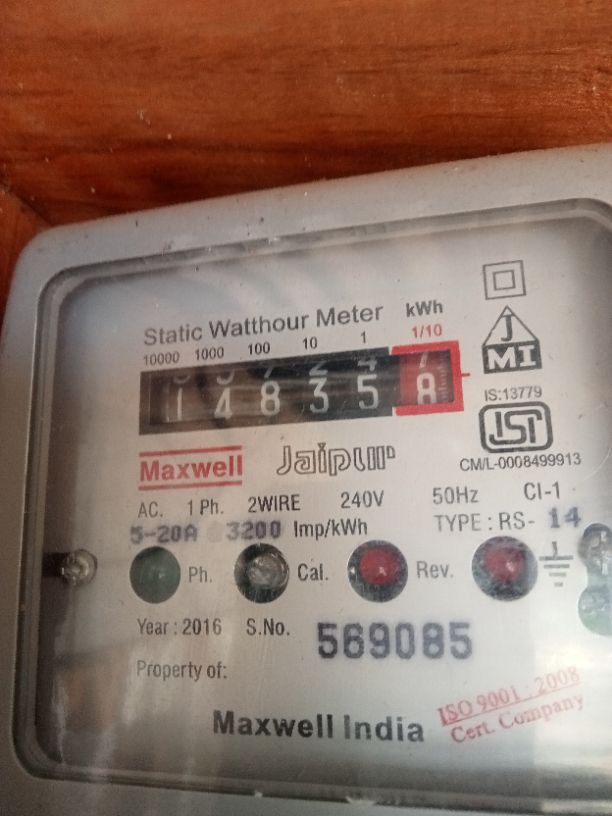 Static Watthour Meter kWh
10000 1000 100 10 1 1/10
1 4 8 3 5 8
J
MI
IS:13779
ISI
CM/L-0008499913
Maxwell Jaipur
AC. 1 Ph. 2WIRE 240V 50Hz Cl-1
5-20A 3200 Imp/kWh TYPE : RS- 14
Ph. Cal. Rev.
Year : 2016 S.No. 569085
Property of:
Maxwell India
ISO 9001 : 2008
Cert. Company